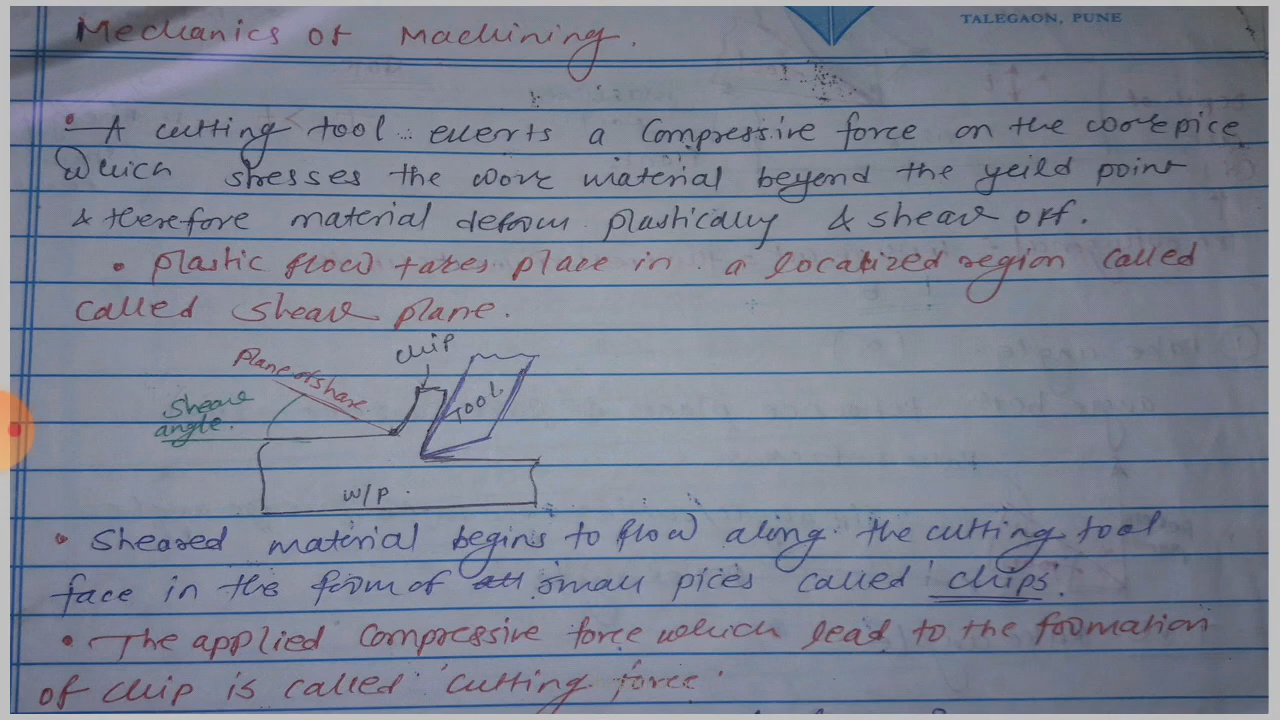 TALEGAON, PUNE
Mechanics of Machining.
• A cutting tool exerts a compressive force on the workpice
which stresses the work material beyend the yeild point
& therefore material deform plastically & shear off.
• plastic flow takes place in a localized region called
called shear plane.
chip
Plane of share
Tool
Shear
angle.
W/P.
• Sheared material begins to flow along the cutting tool
face in the form of small pices called 'chips'.
• The applied compressive force which lead to the formation
of chip is called 'cutting force'